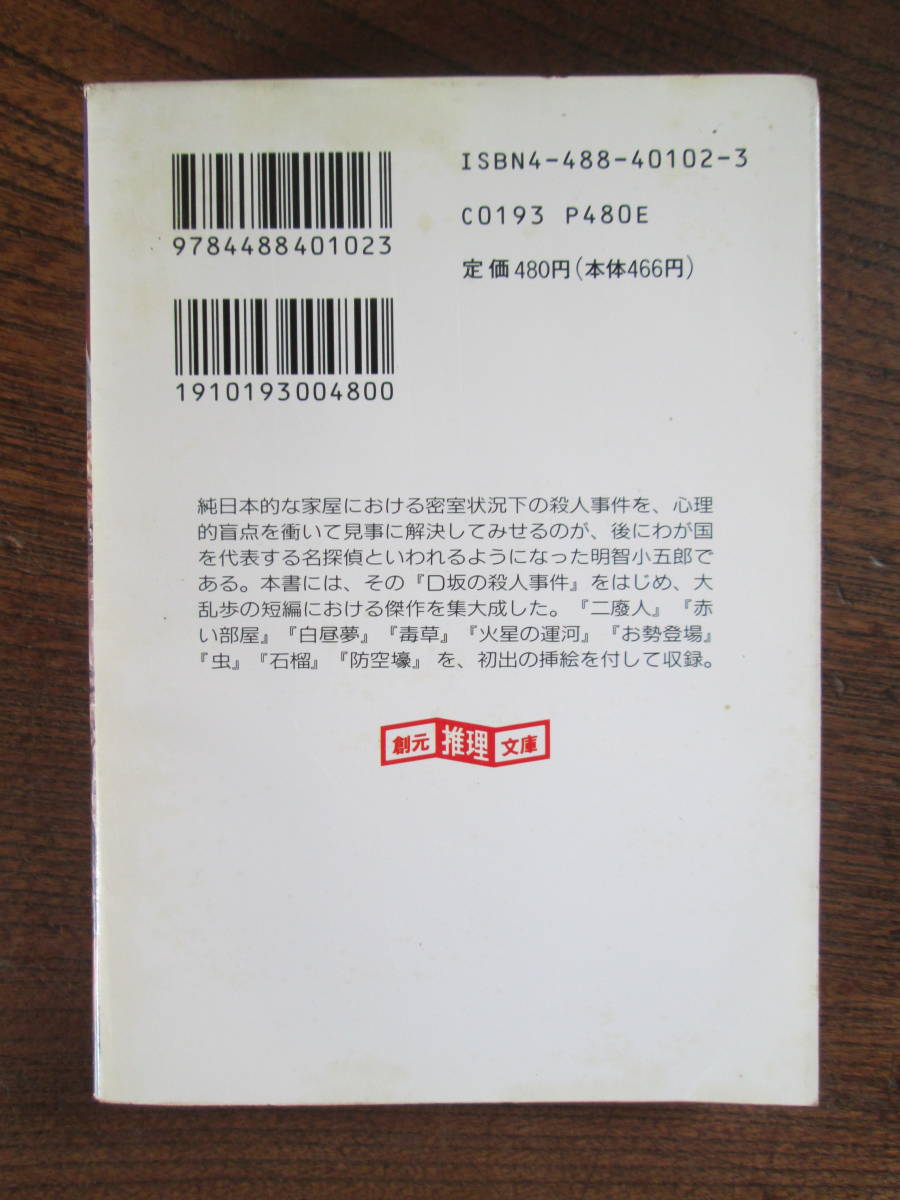 ISBN4-488-40102-3
9784488401023
C0193 P480E
定価480円(本体466円)
1910193004800
純日本的な家屋における密室状況下の殺人事件を、心理
的盲点を衝いて見事に解決してみせるのが、後にわが国
を代表する名探偵といわれるようになった明智小五郎で
ある。本書には、その『D坂の殺人事件』をはじめ、大
乱歩の短編における傑作を集大成した。『二廢人』『赤
い部屋』『白昼夢』『毒草』『火星の運河』『お勢登場』
『虫』『石榴』『防空壕』を、初出の挿絵を付して収録。
創元推理文庫